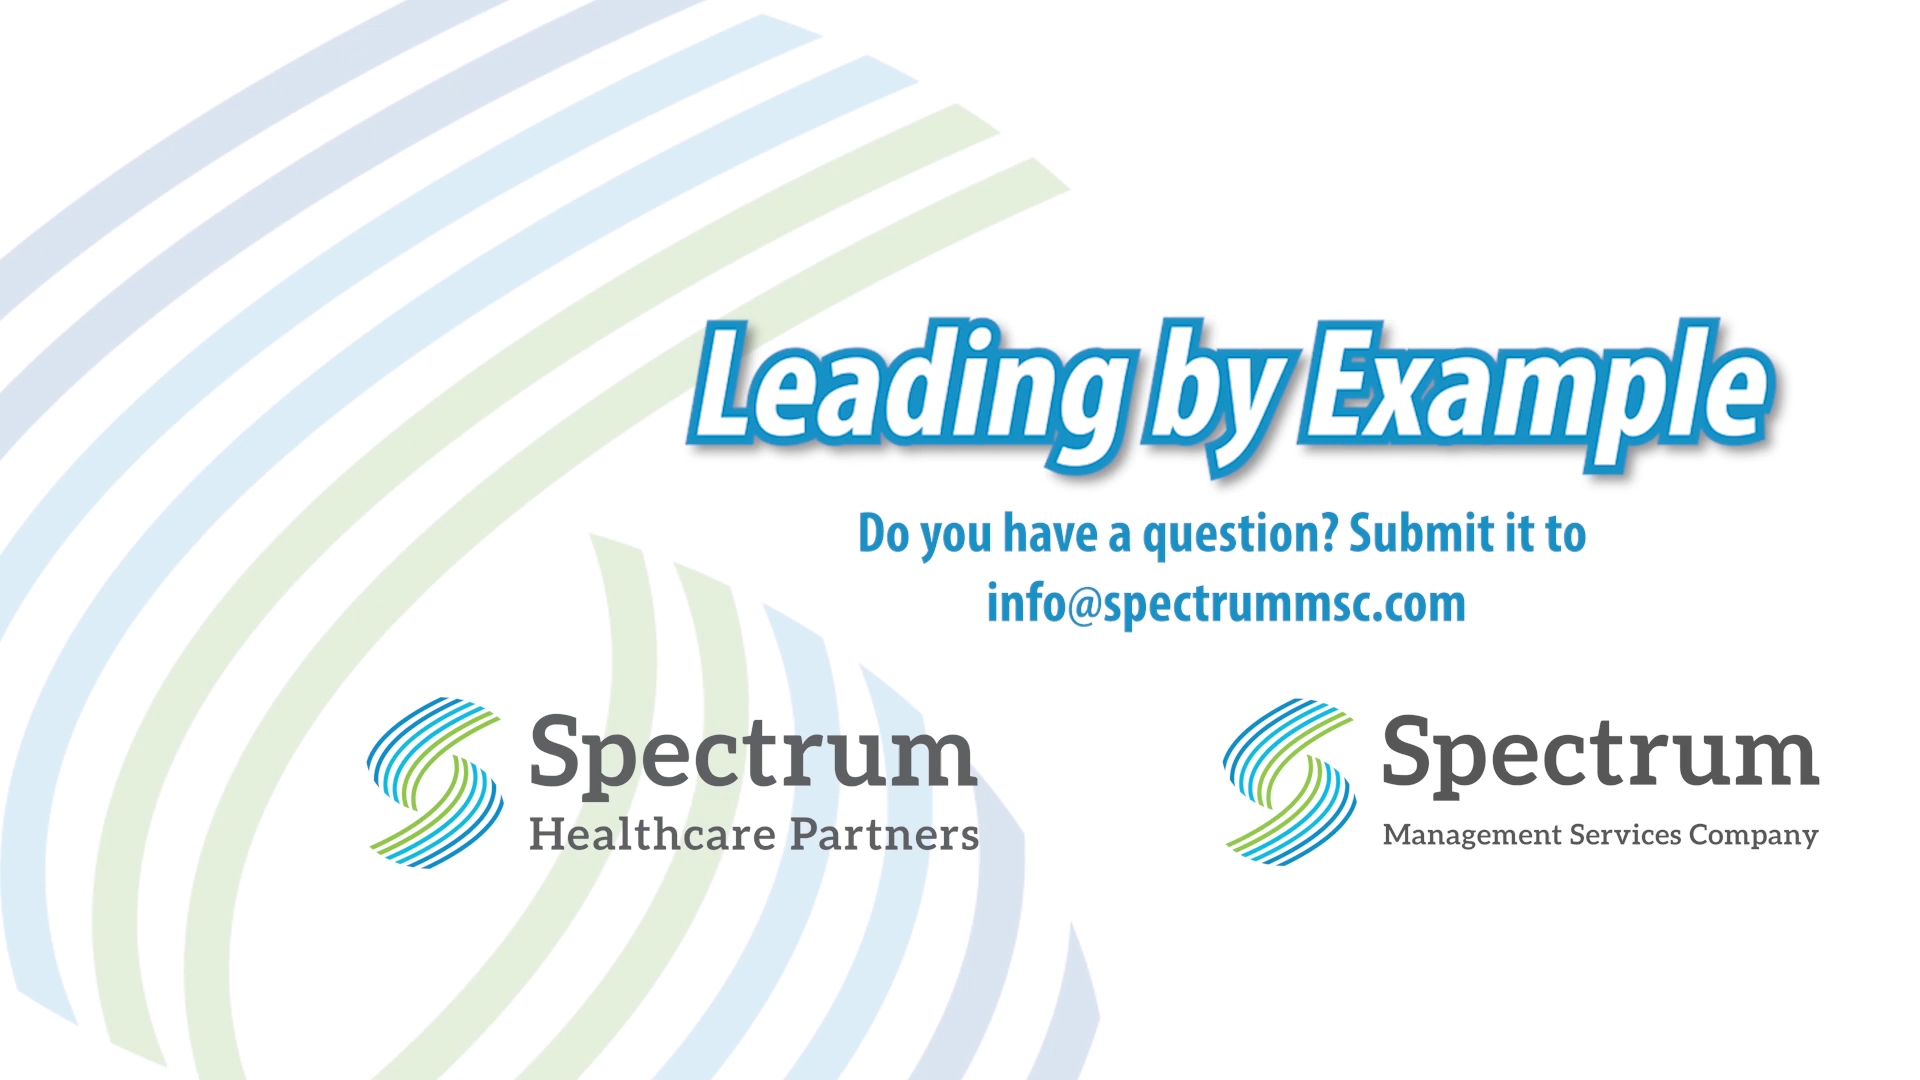 Leading by Example
Do you have a question? Submit it to
info@spectrummsc.com
Spectrum
Healthcare Partners
Spectrum
Management Services Company